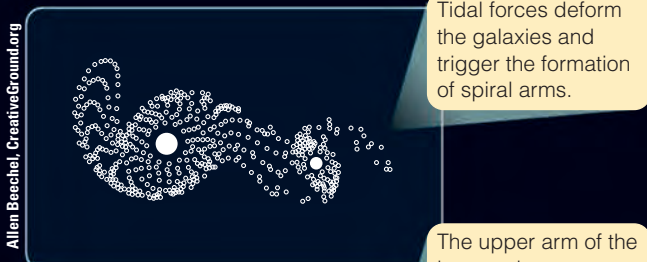 Allen Beechel, CreativeGround.org
Tidal forces deform
the galaxies and
trigger the formation
of spiral arms.
The upper arm of the